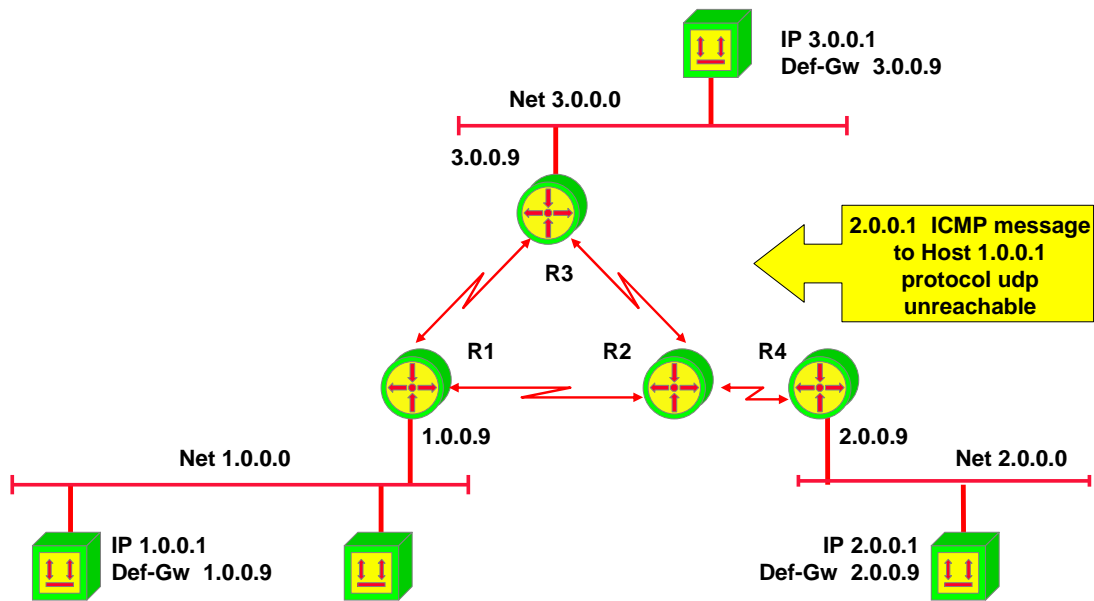 IP 3.0.0.1
Def-Gw 3.0.0.9
Net 3.0.0.0
3.0.0.9
2.0.0.1 ICMP message
to Host 1.0.0.1
protocol udp
unreachable
R3
R1
R2
R4
1.0.0.9
2.0.0.9
Net 1.0.0.0
Net 2.0.0.0
IP 1.0.0.1
Def-Gw 1.0.0.9
IP 2.0.0.1
Def-Gw 2.0.0.9